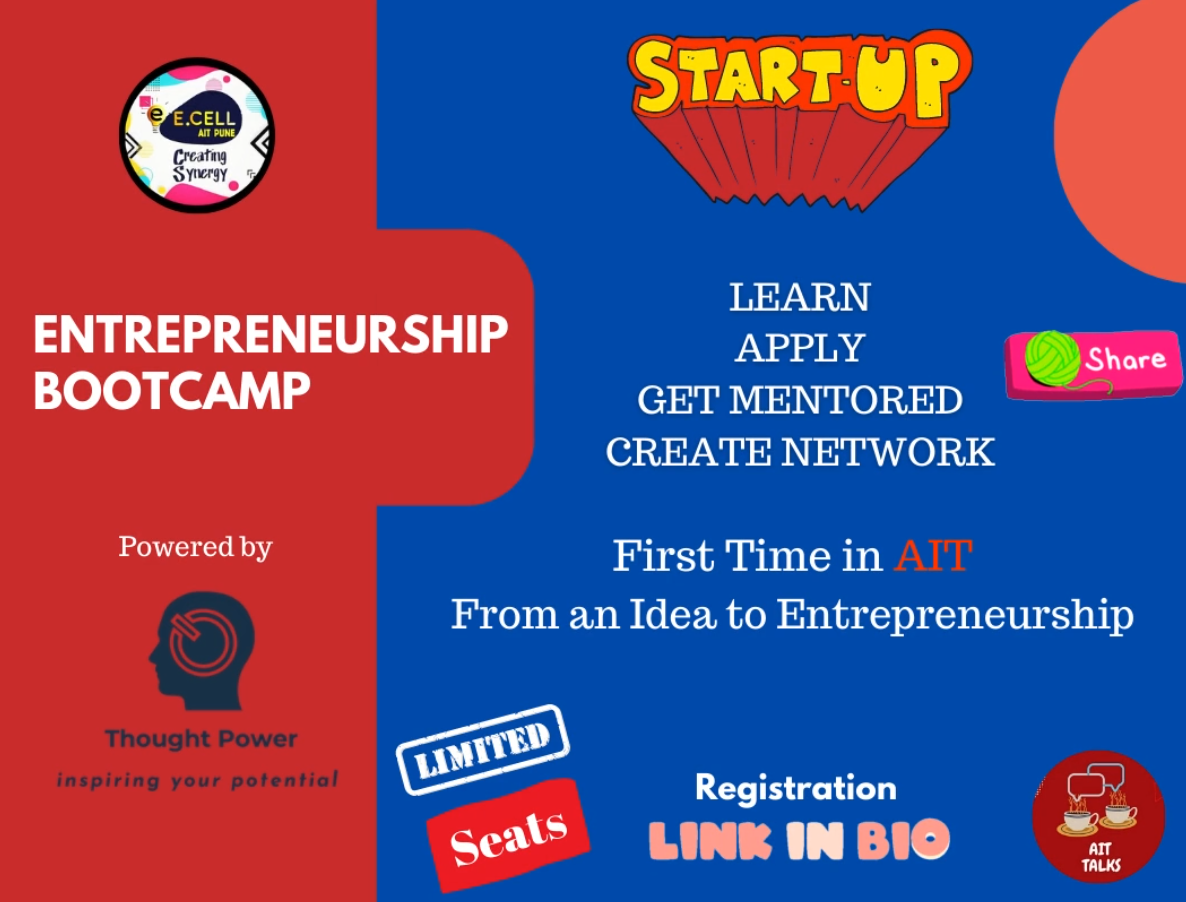 e E.CELL
AIT PUNE
Creating
Synergy
ENTREPRENEURSHIP
BOOTCAMP
Powered by
Thought Power
inspiring your potential
START-UP
LEARN
APPLY
GET MENTORED
CREATE NETWORK
Share
First Time in AIT
From an Idea to Entrepreneurship
LIMITED
Seats
Registration
LINK IN BIO
AIT
TALKS